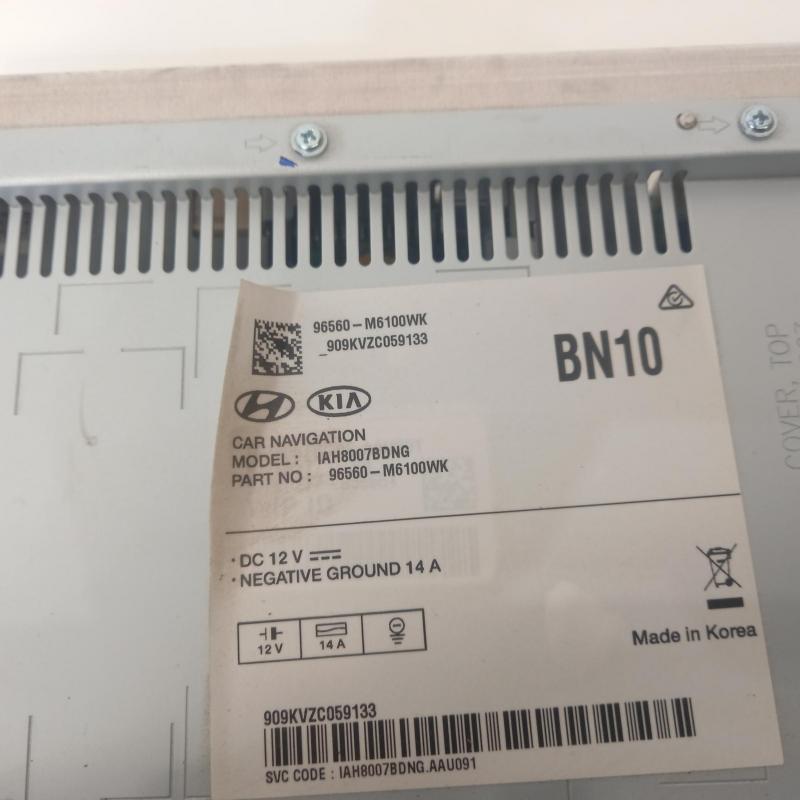 96560-M6100WK
_909KVZC059133
BN10
KIA
CAR NAVIGATION
MODEL : IAH8007BDNG
PART NO : 96560-M6100WK
• DC 12 V
• NEGATIVE GROUND 14 A
12 V
14 A
Made in Korea
909KVZC059133
SVC CODE : IAH8007BDNG.AAU091
COVER, TOP